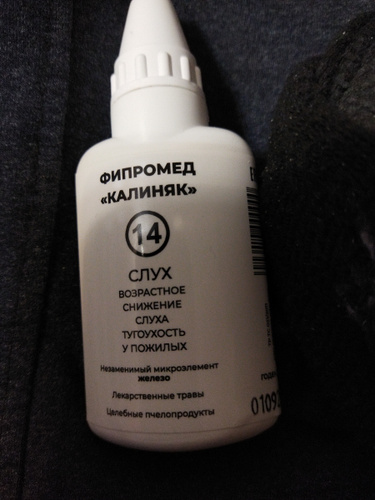 ФИПРОМЕД
«КАЛИНЯК»
14
СЛУХ
ВОЗРАСТНОЕ
СНИЖЕНИЕ
СЛУХА
ТУГОУХОСТЬ
У ПОЖИЛЫХ
Незаменимый микроэлемент
железо
Лекарственные травы
Целебные пчелопродукты